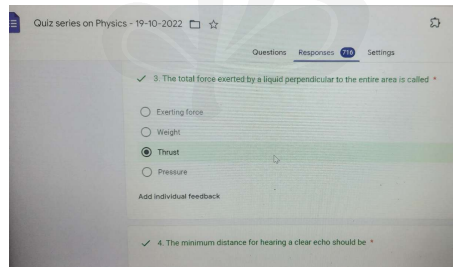 Quiz series on Physics - 19-10-2022
Questions Responses 716 Settings
3. The total force exerted by a liquid perpendicular to the entire area is called *
Exerting force
Weight
Thrust
Pressure
Add individual feedback
4. The minimum distance for hearing a clear echo should be *